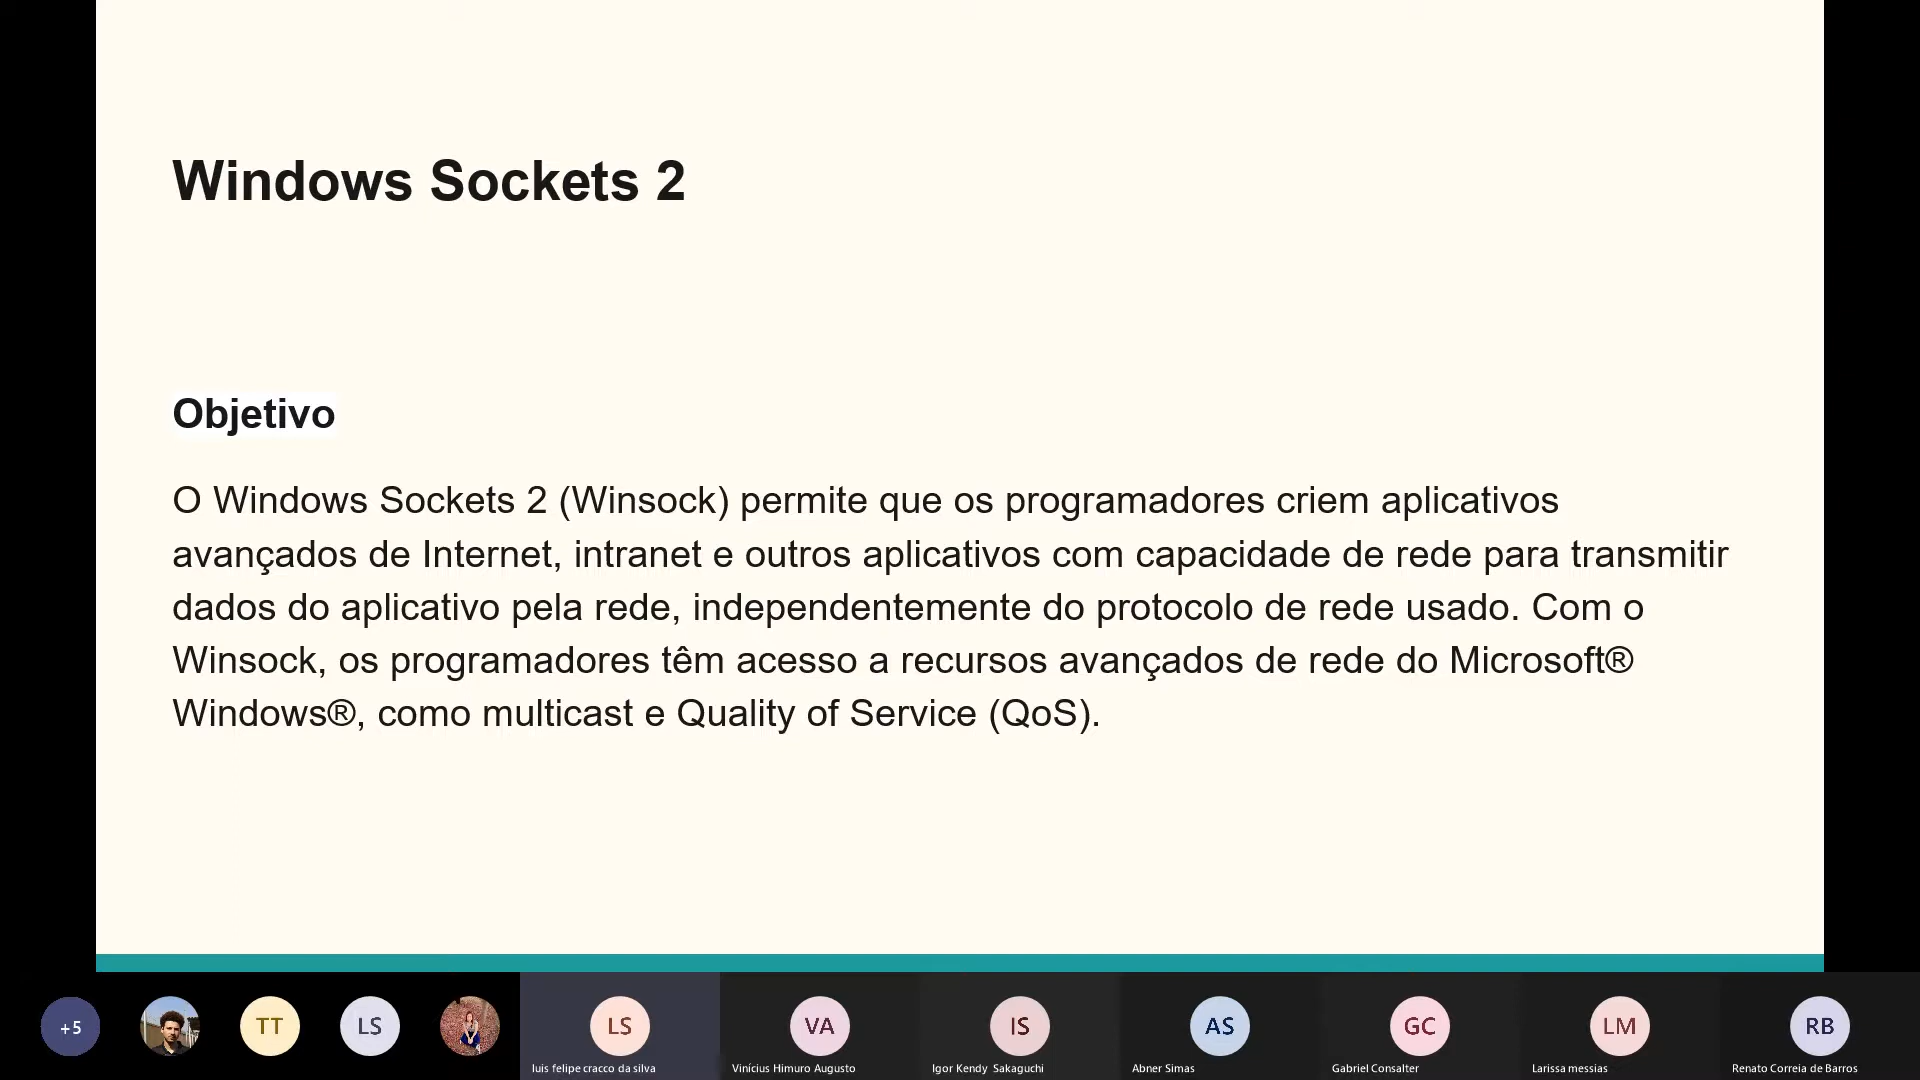 Windows Sockets 2
Objetivo
O Windows Sockets 2 (Winsock) permite que os programadores criem aplicativos
avançados de Internet, intranet e outros aplicativos com capacidade de rede para transmitir
dados do aplicativo pela rede, independentemente do protocolo de rede usado. Com o
Winsock, os programadores têm acesso a recursos avançados de rede do Microsoft®
Windows®, como multicast e Quality of Service (QoS).
+5
TT
LS
LS
VA
IS
AS
GC
LM
RB
luis felipe cracco da silva
Vinícius Himuro Augusto
Igor Kendy Sakaguchi
Abner Simas
Gabriel Consalter
Larissa messias
Renato Correia de Barros